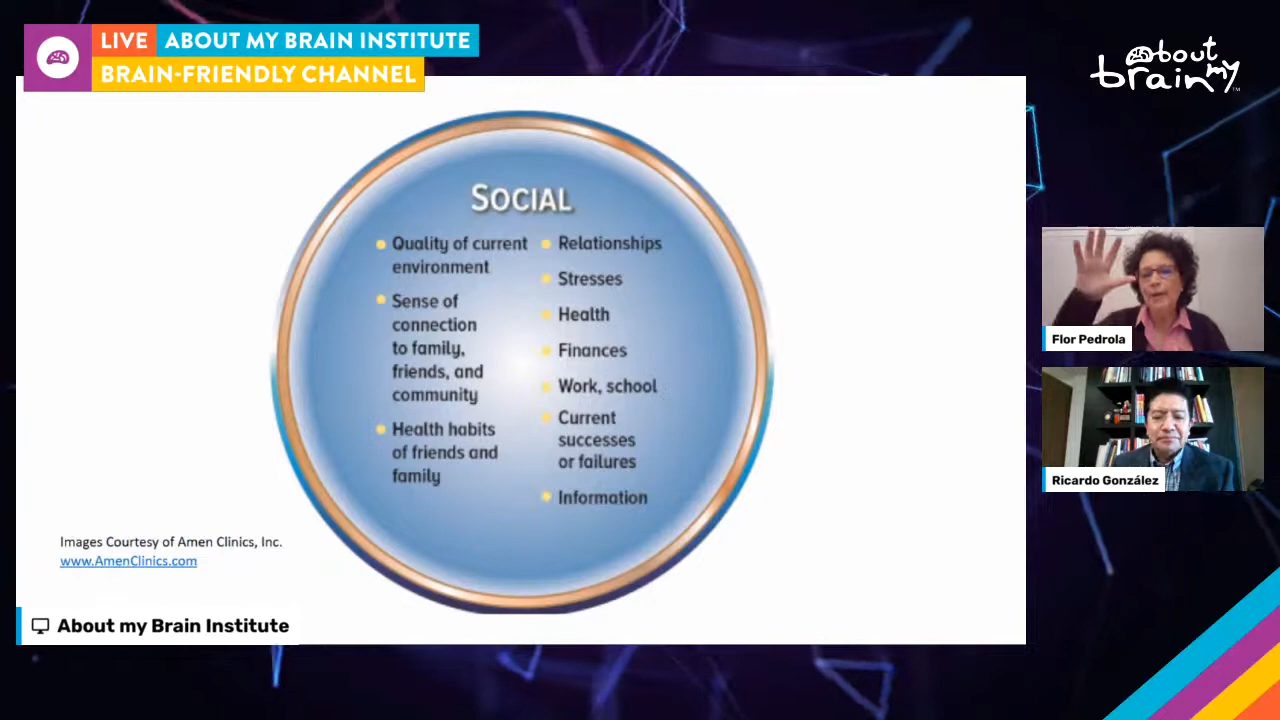 LIVE ABOUT MY BRAIN INSTITUTE
BRAIN-FRIENDLY CHANNEL
about
my
brain™
SOCIAL
Quality of current
environment
Sense of
connection
to family,
friends, and
community
Health habits
of friends and
family
Relationships
Stresses
Health
Finances
Work, school
Current
successes
or failures
Information
Images Courtesy of Amen Clinics, Inc.
www.AmenClinics.com
About my Brain Institute
Flor Pedrola
Ricardo González